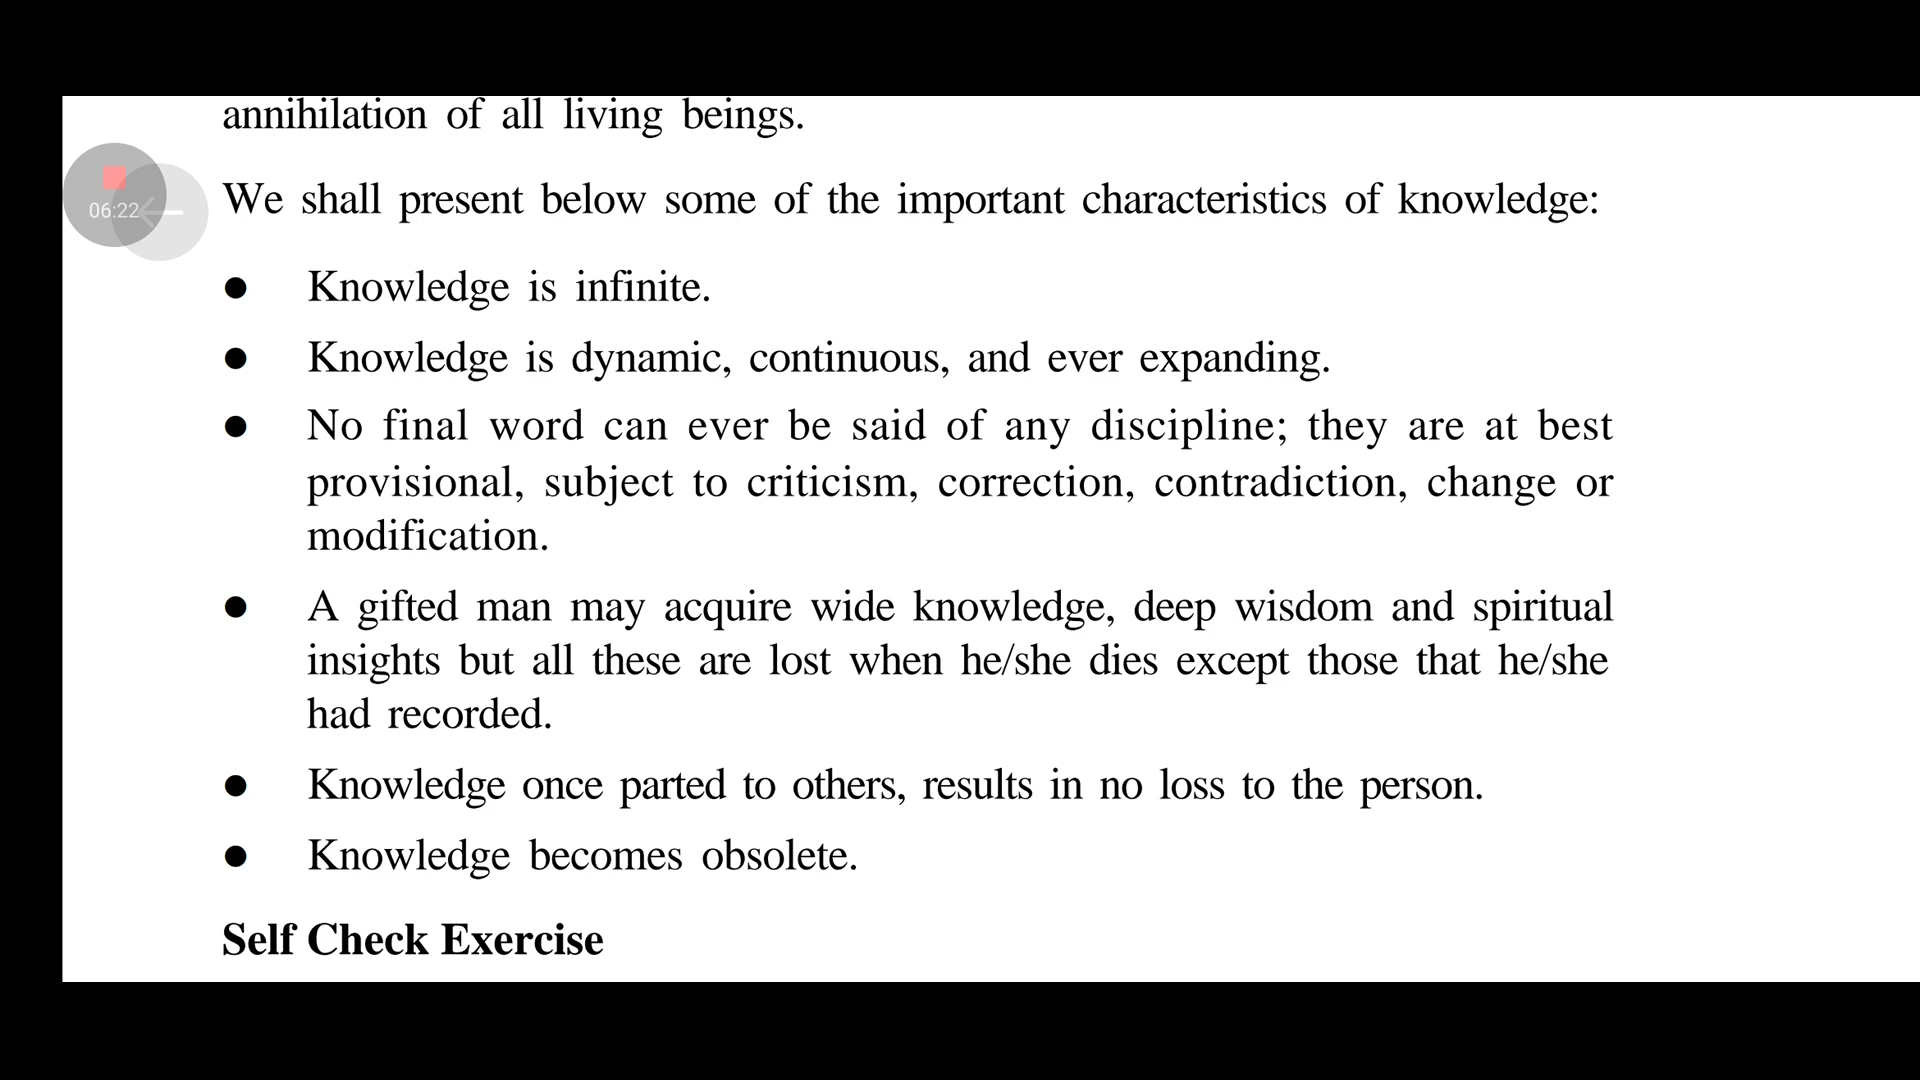 annihilation of all living beings.
We shall present below some of the important characteristics of knowledge:
06:22
● Knowledge is infinite.
● Knowledge is dynamic, continuous, and ever expanding.
● No final word can ever be said of any discipline; they are at best
provisional, subject to criticism, correction, contradiction, change or
modification.
● A gifted man may acquire wide knowledge, deep wisdom and spiritual
insights but all these are lost when he/she dies except those that he/she
had recorded.
● Knowledge once parted to others, results in no loss to the person.
● Knowledge becomes obsolete.
Self Check Exercise